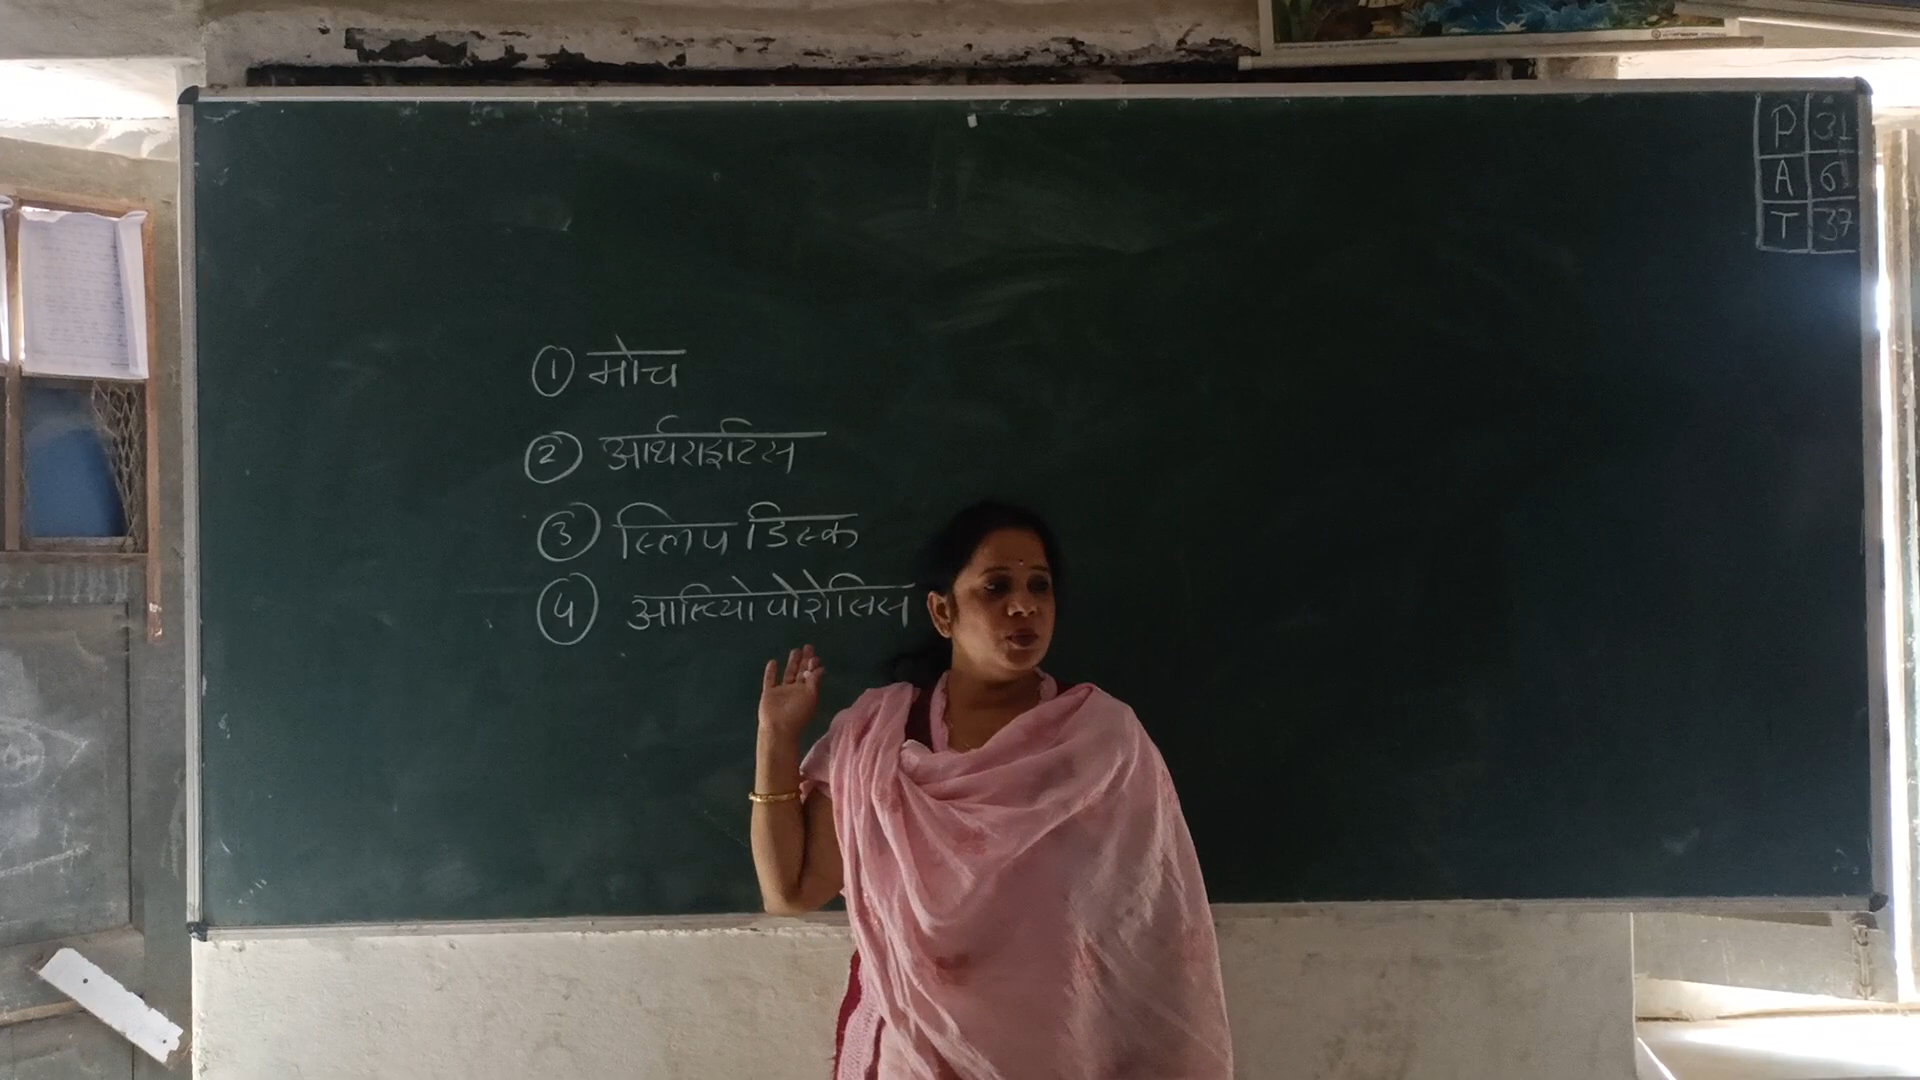 ① मोच
② आर्थराइटिस
③ स्लिप डिस्क
④ आस्टियोपोरोसिस
P 31
A 6
T 37